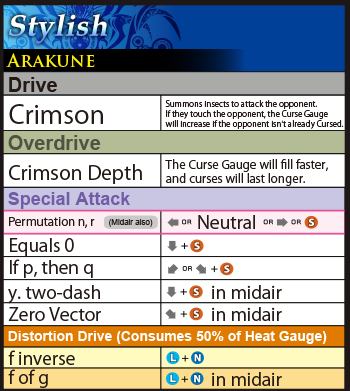 Stylish
ARAKUNE
Drive
Crimson
Summons insects to attack the opponent.
If they touch the opponent, the Curse Gauge
will increase if the opponent isn't already Cursed.
Overdrive
Crimson Depth
The Curse Gauge will fill faster,
and curses will last longer.
Special Attack
Permutation n, r (Midair also) ⬅ OR Neutral OR ➡ OR S
Equals 0 ⬇ + S
If p, then q ⬈ OR ⬉ + S
y. two-dash ⬇ + S in midair
Zero Vector ⬉ + S in midair
Distortion Drive (Consumes 50% of Heat Gauge)
f inverse L + N
f of g L + N in midair